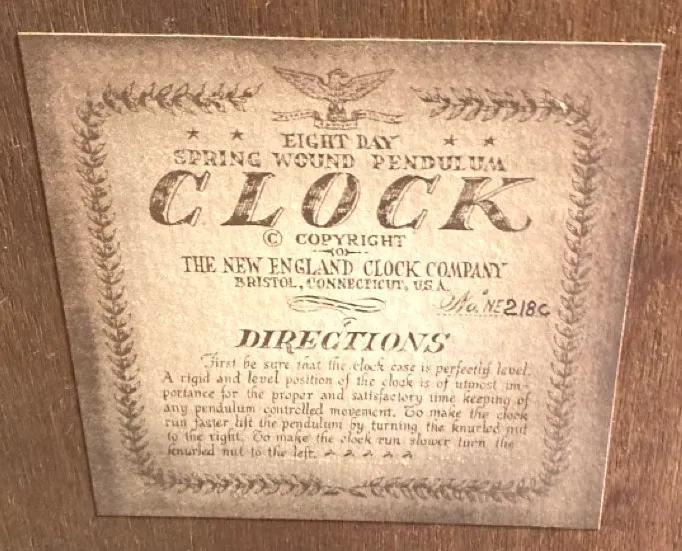 EIGHT DAY
SPRING WOUND PENDULUM
CLOCK
© COPYRIGHT
THE NEW ENGLAND CLOCK COMPANY
BRISTOL, CONNECTICUT, U.S.A.
No. NE218C
DIRECTIONS
First be sure that the clock case is perfectly level.
A rigid and level position of the clock is of utmost im-
portance for the proper and satisfactory time keeping of
any pendulum controlled movement. To make the clock
run faster lift the pendulum by turning the knurled nut
to the right. To make the clock run slower turn the
knurled nut to the left.